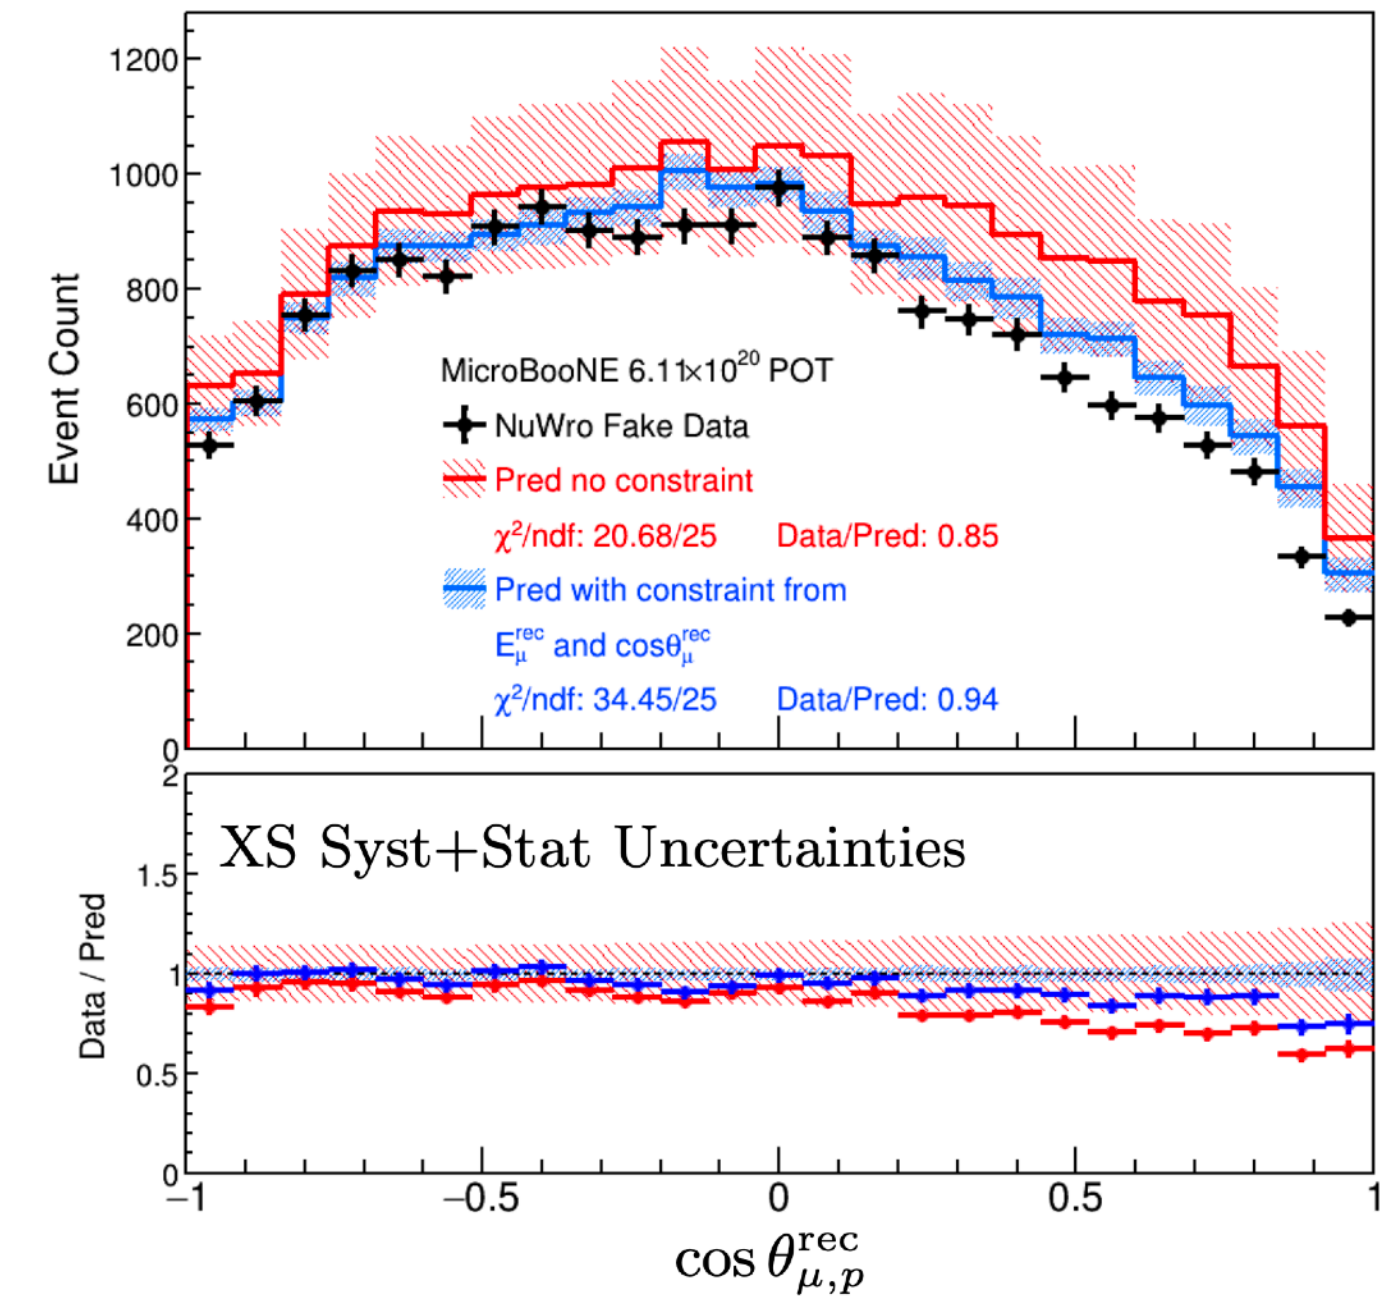 1200
1000
800
600
400
200
0
Event Count
MicroBooNE 6.11×10²⁰ POT
NuWro Fake Data
Pred no constraint
χ²/ndf: 20.68/25 Data/Pred: 0.85
Pred with constraint from
E_μ^rec and cosθ_μ^rec
χ²/ndf: 34.45/25 Data/Pred: 0.94
2
1.5
1
0.5
0
Data / Pred
XS Syst+Stat Uncertainties
−1 −0.5 0 0.5 1
cos θ_{μ,p}^{rec}